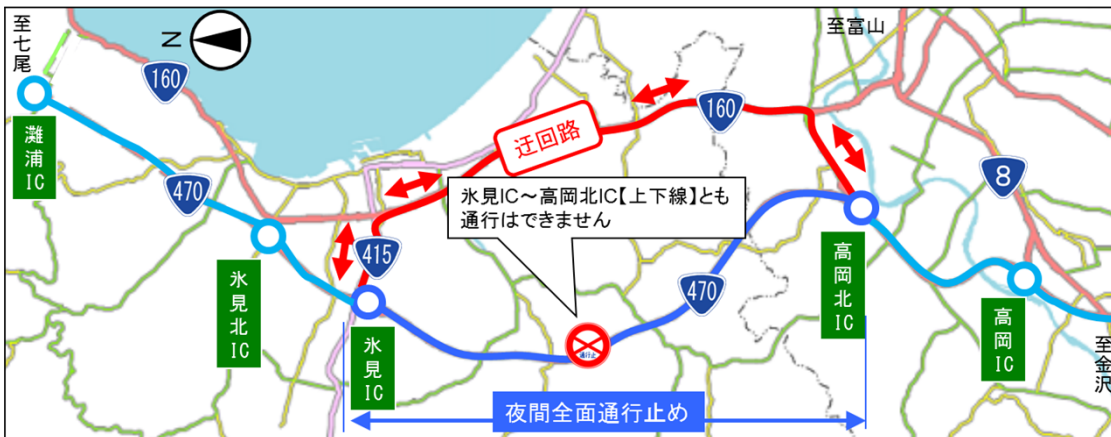 至七尾
N
160
灘浦IC
470
氷見北IC
415
氷見IC
迂回路
160
至富山
8
氷見IC～高岡北IC【上下線】とも
通行はできません
通行止
470
高岡北IC
高岡IC
至金沢
夜間全面通行止め